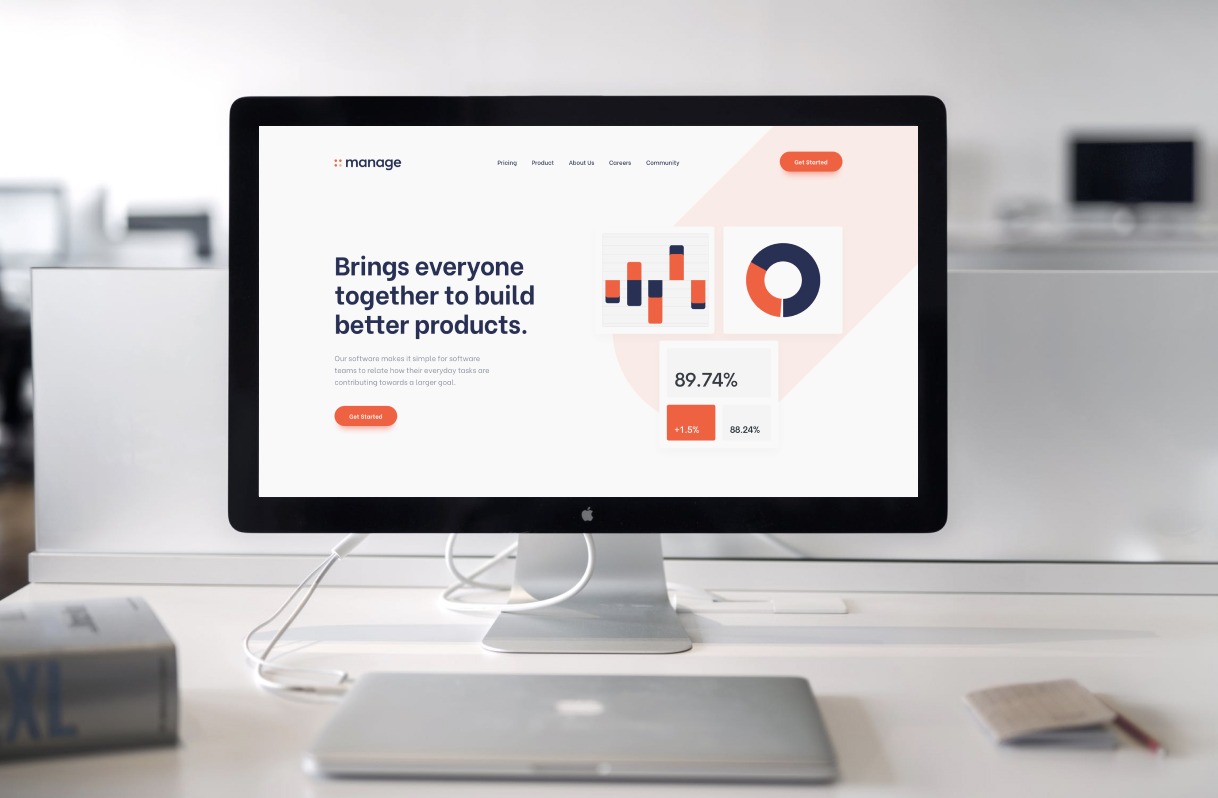 manage
Pricing Product About Us Careers Community
Get Started
Brings everyone
together to build
better products.
Our software makes it simple for software
teams to relate how their everyday tasks are
contributing towards a larger goal.
Get Started
89.74%
+1.5%
88.24%
XL